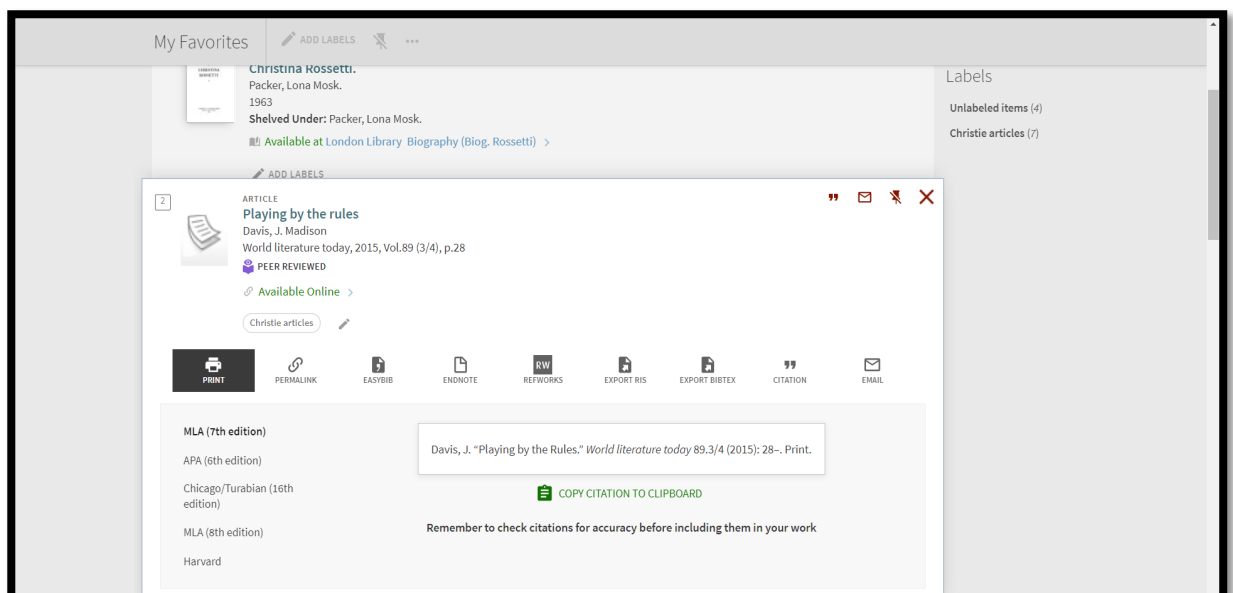 My Favorites
ADD LABELS
...
Christina Rossetti.
Packer, Lona Mosk.
1963
Shelved Under: Packer, Lona Mosk.
Available at London Library Biography (Biog. Rossetti) >
ADD LABELS
Labels
Unlabeled items (4)
Christie articles (7)
2
ARTICLE
Playing by the rules
Davis, J. Madison
World literature today, 2015, Vol.89 (3/4), p.28
PEER REVIEWED
Available Online >
Christie articles
PRINT
PERMALINK
EASYBIB
ENDNOTE
RW
REFWORKS
EXPORT RIS
EXPORT BIBTEX
CITATION
EMAIL
MLA (7th edition)
APA (6th edition)
Chicago/Turabian (16th
edition)
MLA (8th edition)
Harvard
Davis, J. “Playing by the Rules.” World literature today 89.3/4 (2015): 28–. Print.
COPY CITATION TO CLIPBOARD
Remember to check citations for accuracy before including them in your work